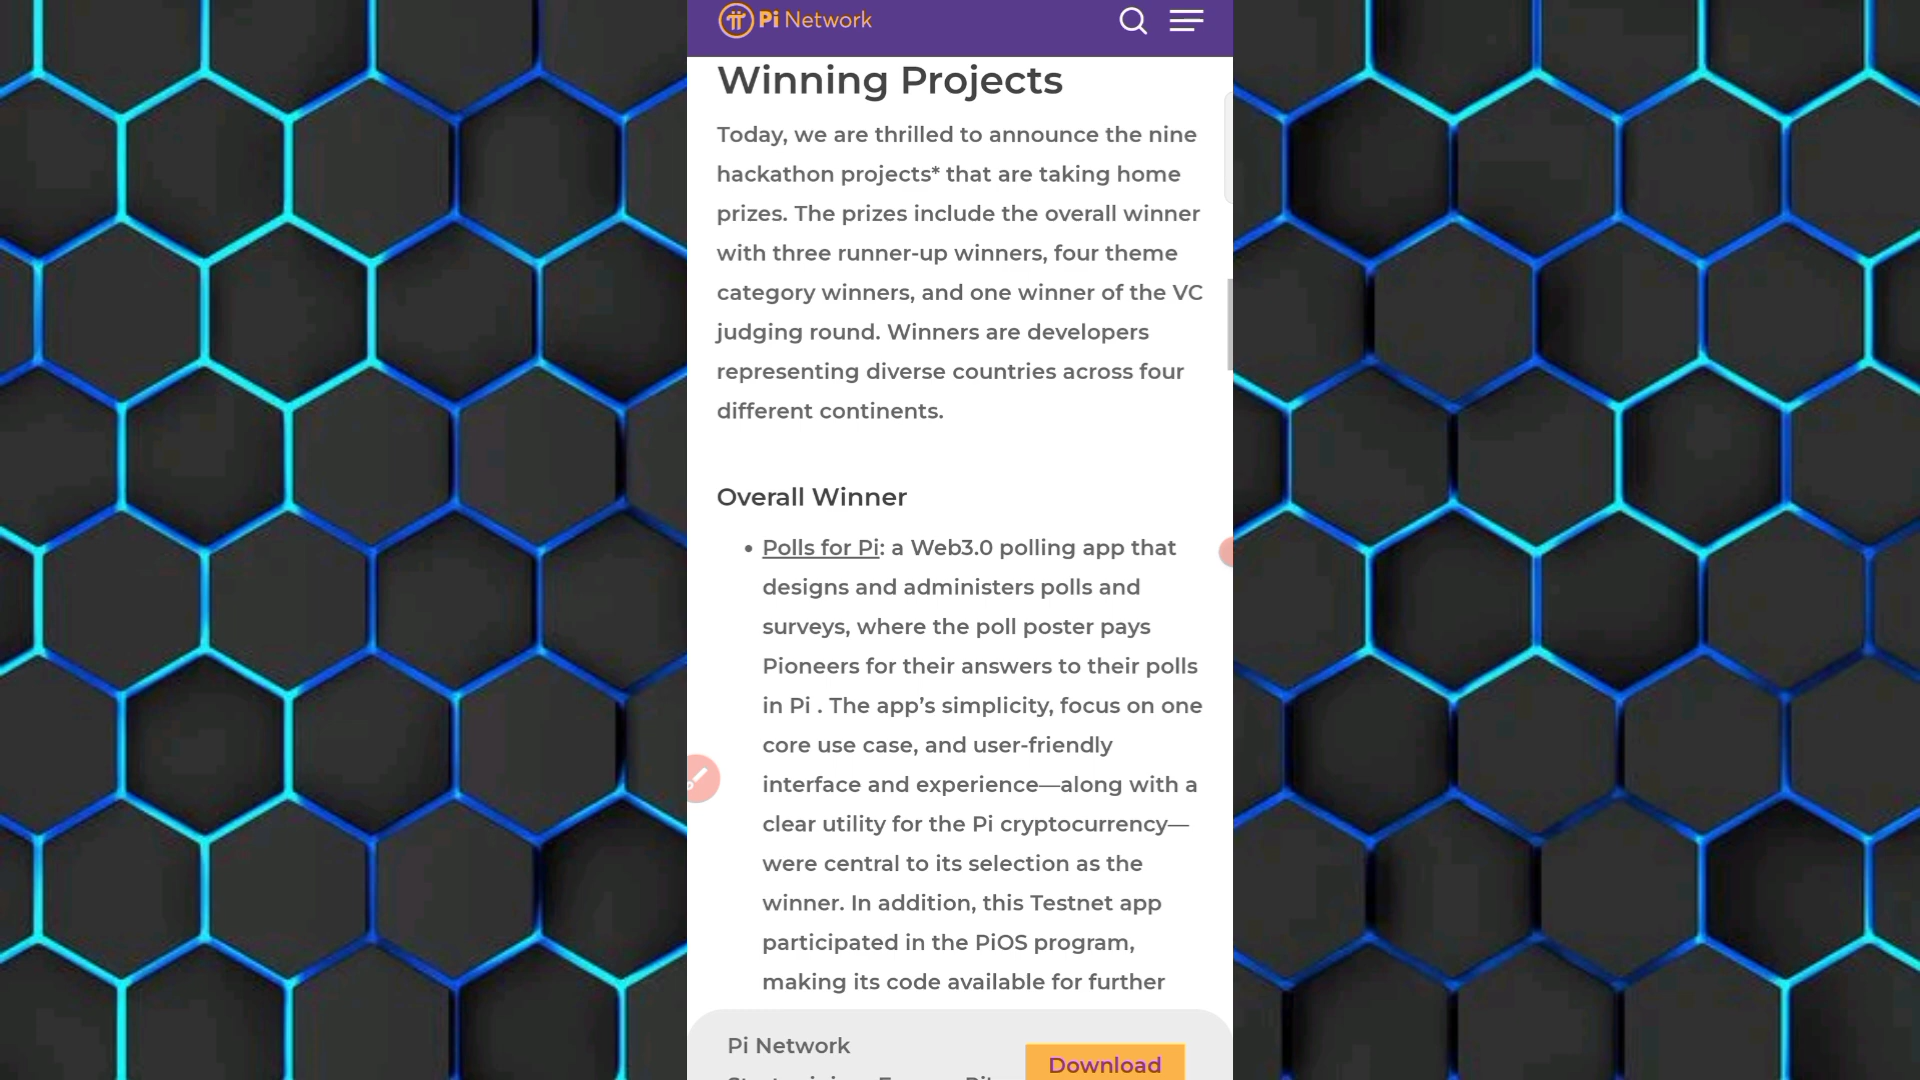 Pi Network
Winning Projects
Today, we are thrilled to announce the nine
hackathon projects* that are taking home
prizes. The prizes include the overall winner
with three runner-up winners, four theme
category winners, and one winner of the VC
judging round. Winners are developers
representing diverse countries across four
different continents.
Overall Winner
• Polls for Pi: a Web3.0 polling app that
designs and administers polls and
surveys, where the poll poster pays
Pioneers for their answers to their polls
in Pi . The app’s simplicity, focus on one
core use case, and user-friendly
interface and experience—along with a
clear utility for the Pi cryptocurrency—
were central to its selection as the
winner. In addition, this Testnet app
participated in the PiOS program,
making its code available for further
Pi Network
Download